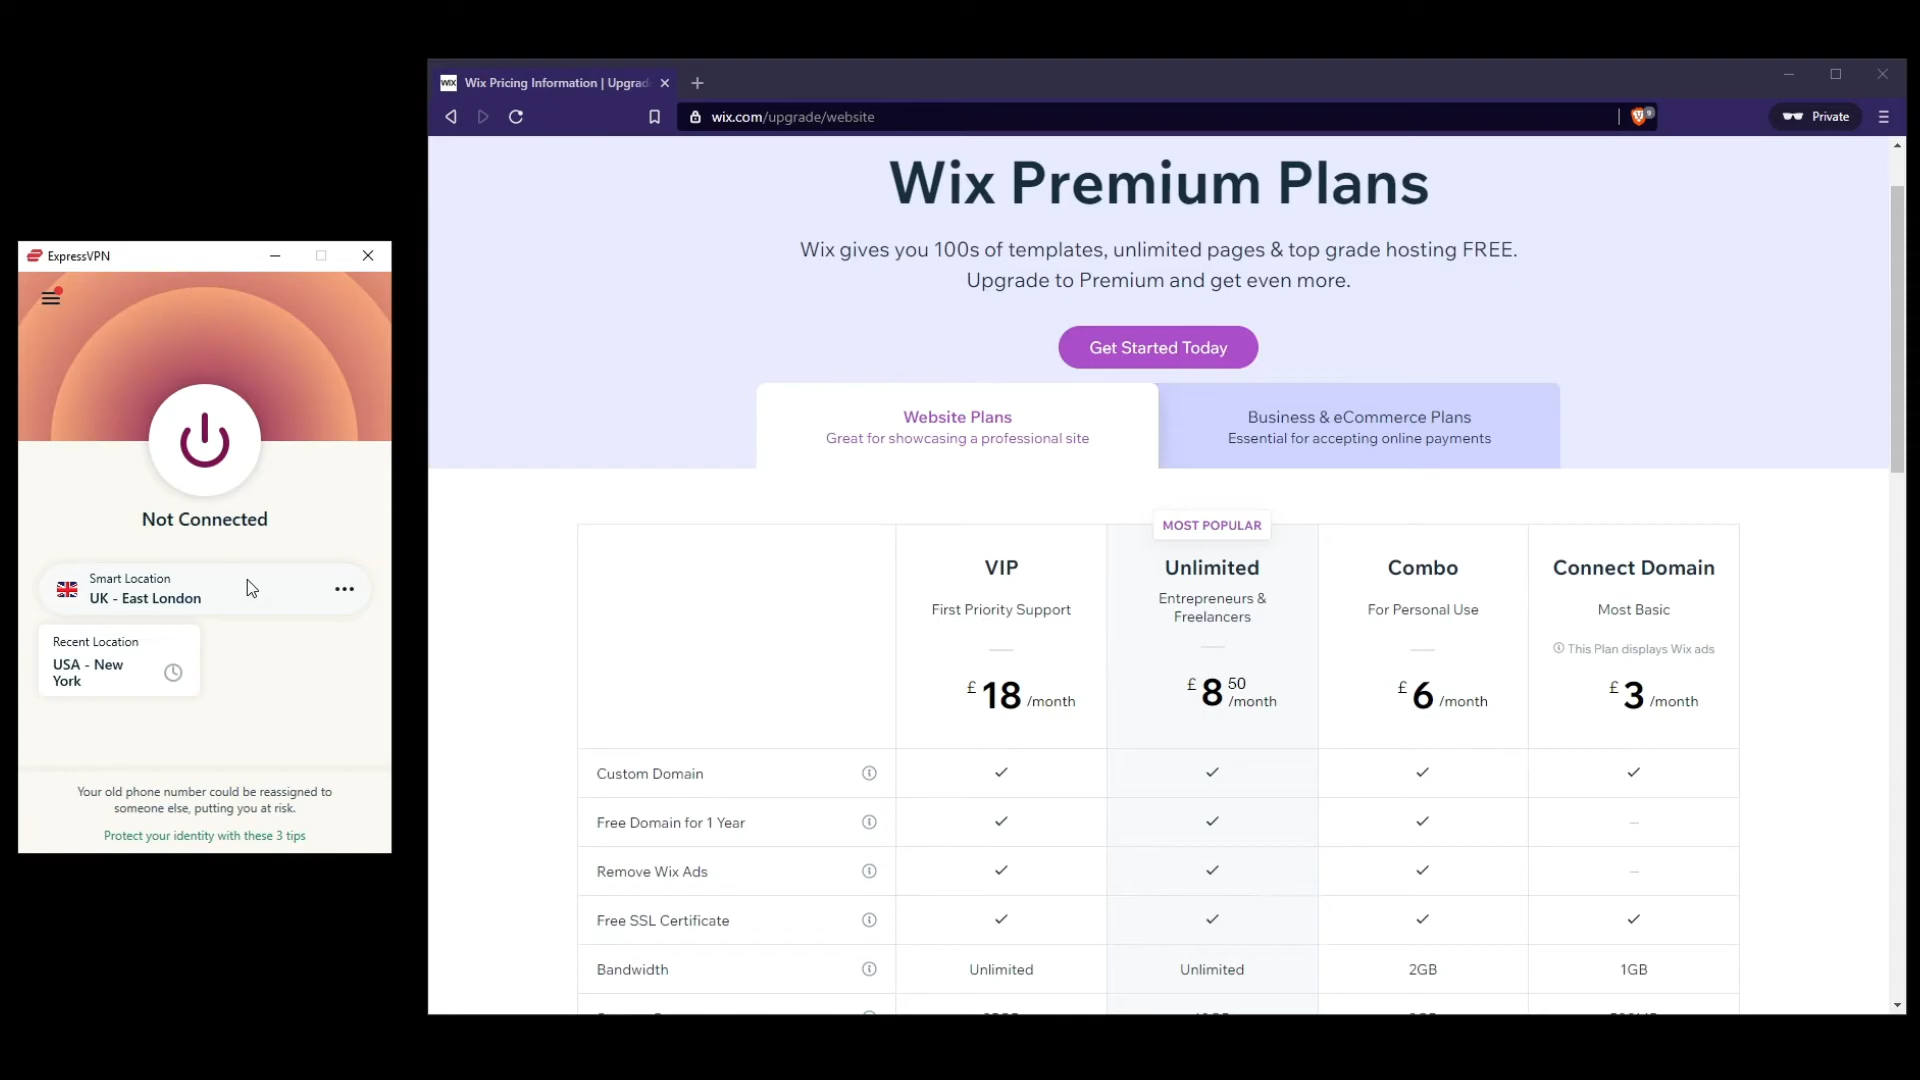 ExpressVPN
Not Connected
Smart Location
UK - East London
Recent Location
USA - New
York
Your old phone number could be reassigned to
someone else, putting you at risk.
Protect your identity with these 3 tips
WIX
Wix Pricing Information | Upgrad
wix.com/upgrade/website
9
Private
Wix Premium Plans
Wix gives you 100s of templates, unlimited pages & top grade hosting FREE.
Upgrade to Premium and get even more.
Get Started Today
Website Plans
Great for showcasing a professional site
Business & eCommerce Plans
Essential for accepting online payments
MOST POPULAR
VIP
First Priority Support
£ 18 /month
Unlimited
Entrepreneurs &
Freelancers
£ 8 50 /month
Combo
For Personal Use
£ 6 /month
Connect Domain
Most Basic
This Plan displays Wix ads
£ 3 /month
Custom Domain
Free Domain for 1 Year
Remove Wix Ads
Free SSL Certificate
Bandwidth Unlimited Unlimited 2GB 1GB